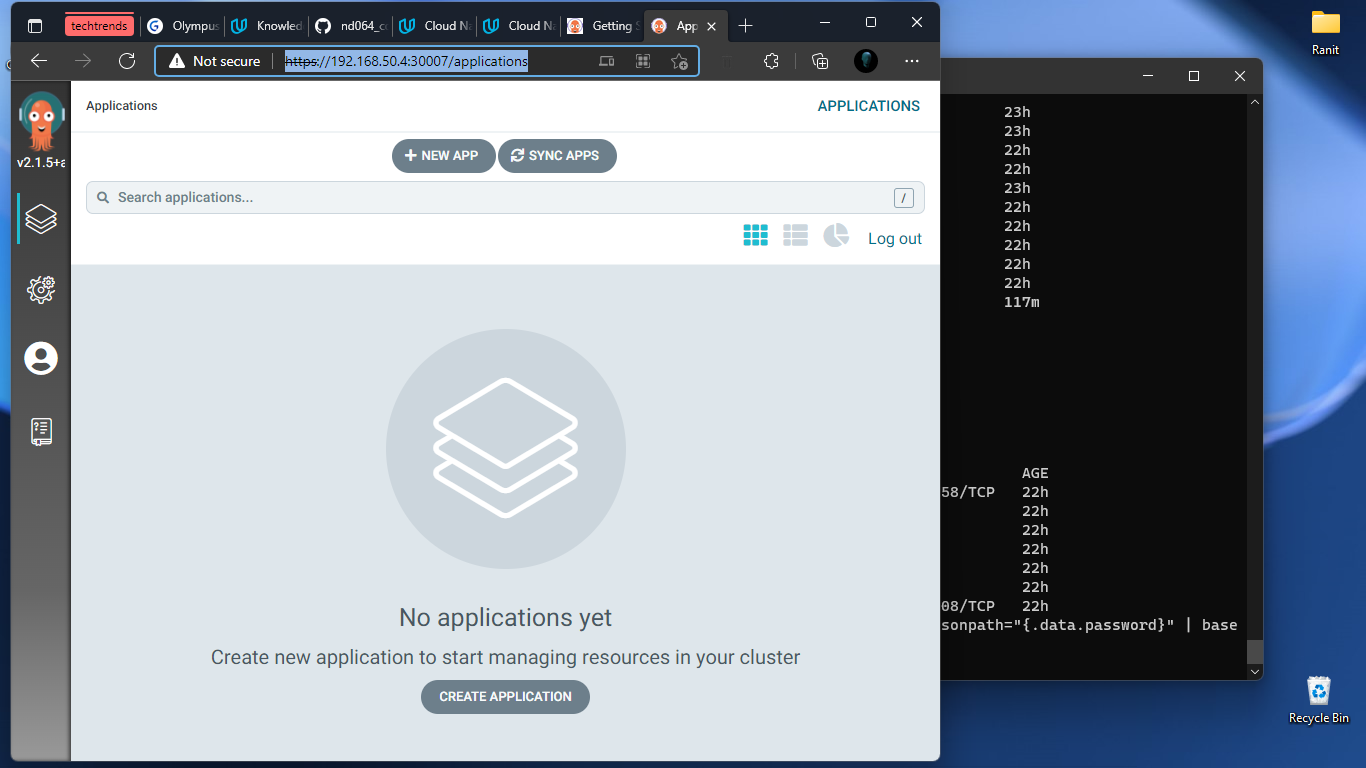 techtrends
Olympus
Knowled
nd064_c
Cloud Na
Cloud Na
Getting S
App
Not secure
https://192.168.50.4:30007/applications
v2.1.5+a
Applications
APPLICATIONS
NEW APP
SYNC APPS
Search applications...
/
Log out
No applications yet
Create new application to start managing resources in your cluster
CREATE APPLICATION
23h
23h
22h
22h
23h
22h
22h
22h
22h
22h
117m
AGE
58/TCP 22h
22h
22h
22h
22h
22h
08/TCP 22h
sonpath="{.data.password}" | base
Ranit
Recycle Bin